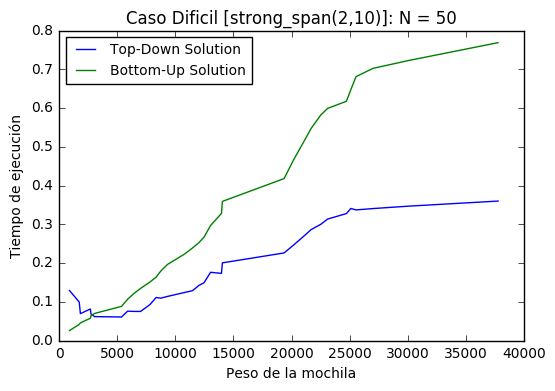 Caso Dificil [strong_span(2,10)]: N = 50
Top-Down Solution
Bottom-Up Solution
Tiempo de ejecución
0.8
0.7
0.6
0.5
0.4
0.3
0.2
0.1
0.0
0 5000 10000 15000 20000 25000 30000 35000 40000
Peso de la mochila